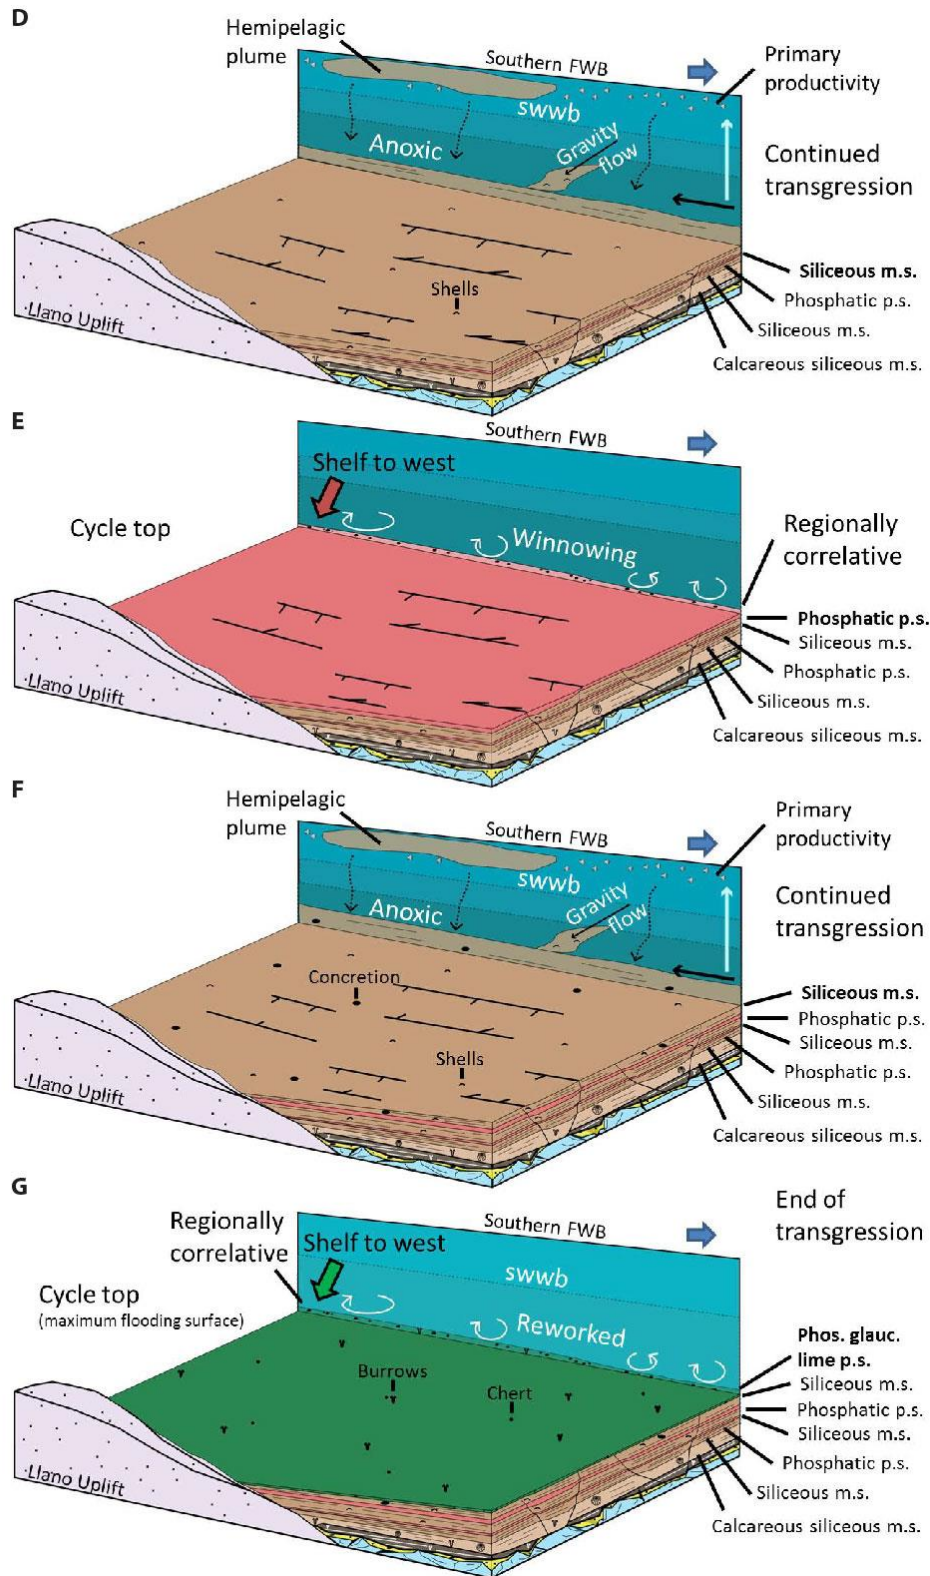 D
Hemipelagic
plume
Southern FWB
Primary
productivity
swwb
Anoxic
Gravity
flow
Continued
transgression
Shells
Llano Uplift
Siliceous m.s.
Phosphatic p.s.
Siliceous m.s.
Calcareous siliceous m.s.
E
Southern FWB
Shelf to west
Cycle top
Winnowing
Regionally
correlative
Phosphatic p.s.
Siliceous m.s.
Phosphatic p.s.
Siliceous m.s.
Calcareous siliceous m.s.
Llano Uplift
F
Hemipelagic
plume
Southern FWB
Primary
productivity
swwb
Anoxic
Gravity
flow
Continued
transgression
Concretion
Shells
Llano Uplift
Siliceous m.s.
Phosphatic p.s.
Siliceous m.s.
Phosphatic p.s.
Siliceous m.s.
Calcareous siliceous m.s.
G
Regionally
correlative
Southern FWB
End of
transgression
Shelf to west
swwb
Cycle top
(maximum flooding surface)
Reworked
Burrows
Chert
Phos. glauc.
lime p.s.
Siliceous m.s.
Phosphatic p.s.
Siliceous m.s.
Phosphatic p.s.
Siliceous m.s.
Calcareous siliceous m.s.
Llano Uplift